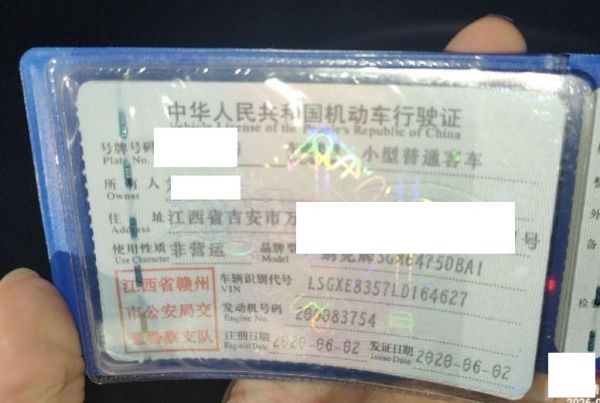 中华人民共和国机动车行驶证
Vehicle License of the People's Republic of China
号牌号码
Plate No.
小型普通客车
所 有 人
Owner
住 址 江西省吉安市万
Address
号
使用性质 非营运 品牌型
Use Character
Model
江西省赣州
市公安局交
通警察支队
车辆识别代号 LSGXE8357LD164627
VIN
发动机号码 200083754
Engine No.
注册日期 2020-06-02 发证日期 2020-06-02
Register Date
Issue Date